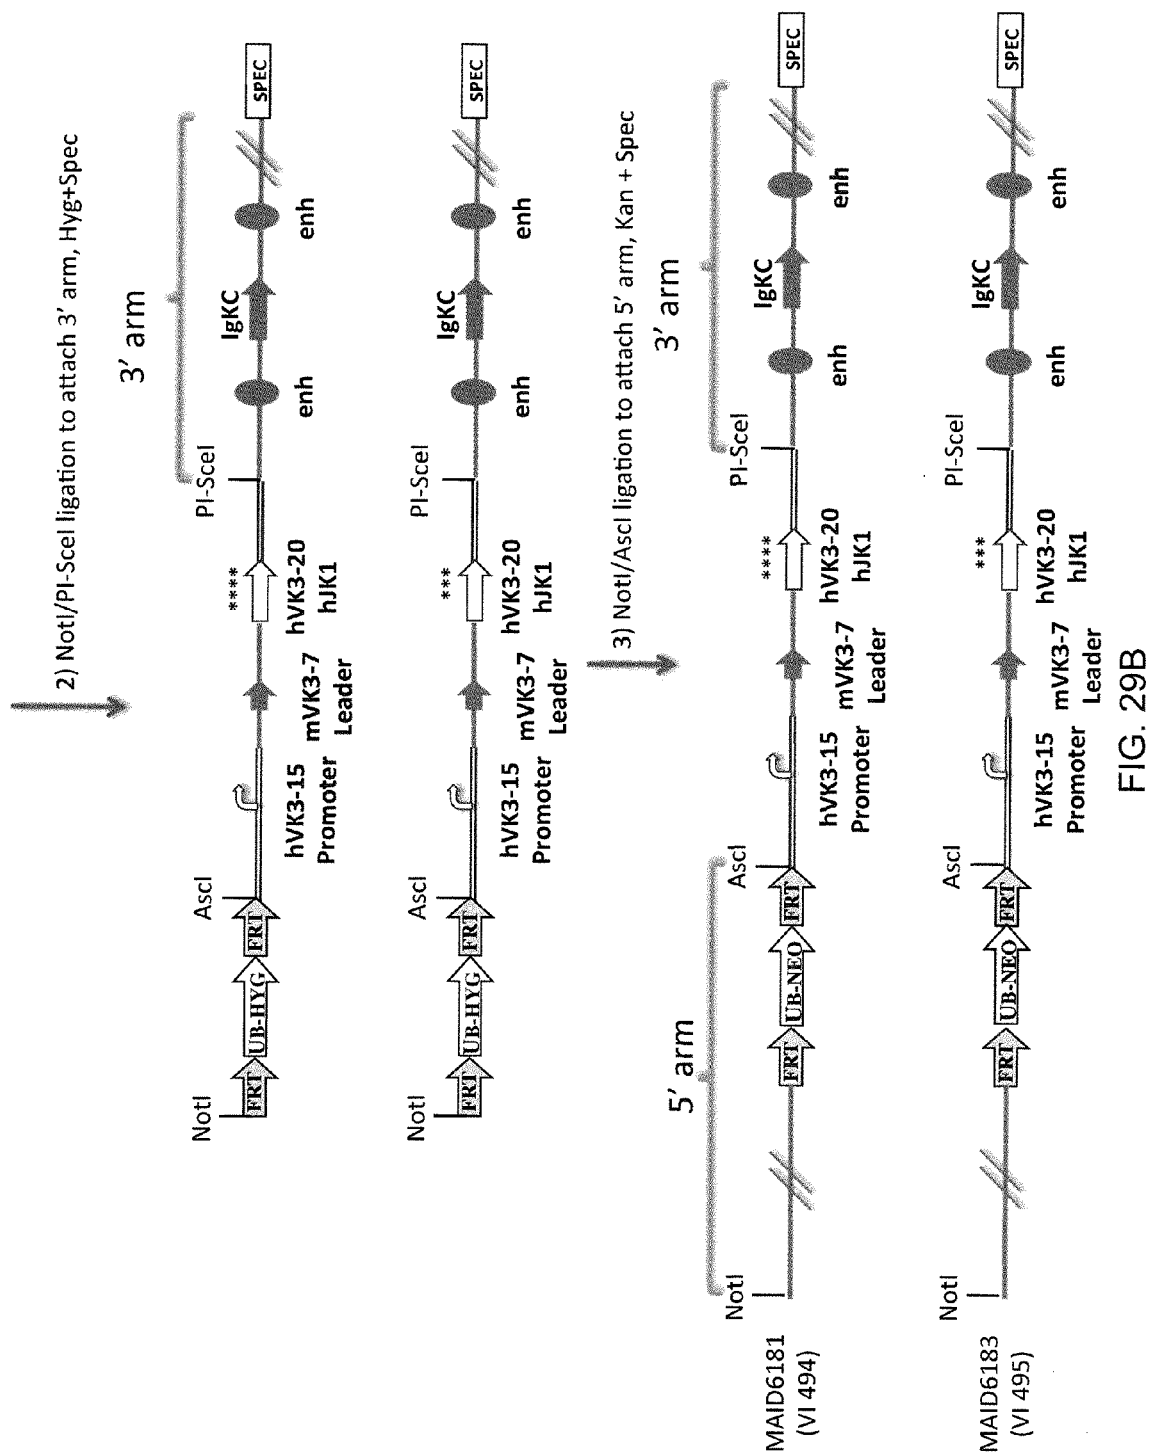 2) NotI/PI-SceI ligation to attach 3' arm, Hyg+Spec
3' arm
NotI
AscI
PI-SceI
FRT
UB-HYG
FRT
****
IgKC
SPEC
hVK3-15
Promoter
mVK3-7
Leader
hVK3-20
hJK1
enh
enh
NotI
AscI
PI-SceI
FRT
UB-HYG
FRT
***
IgKC
SPEC
hVK3-15
Promoter
mVK3-7
Leader
hVK3-20
hJK1
enh
enh
3) NotI/AscI ligation to attach 5' arm, Kan + Spec
5' arm
3' arm
MAID6181
(VI 494)
NotI
AscI
PI-SceI
FRT
UB-NEO
FRT
****
IgKC
SPEC
hVK3-15
Promoter
mVK3-7
Leader
hVK3-20
hJK1
enh
enh
MAID6183
(VI 495)
NotI
AscI
PI-SceI
FRT
UB-NEO
FRT
***
IgKC
SPEC
hVK3-15
Promoter
mVK3-7
Leader
hVK3-20
hJK1
enh
enh
FIG. 29B